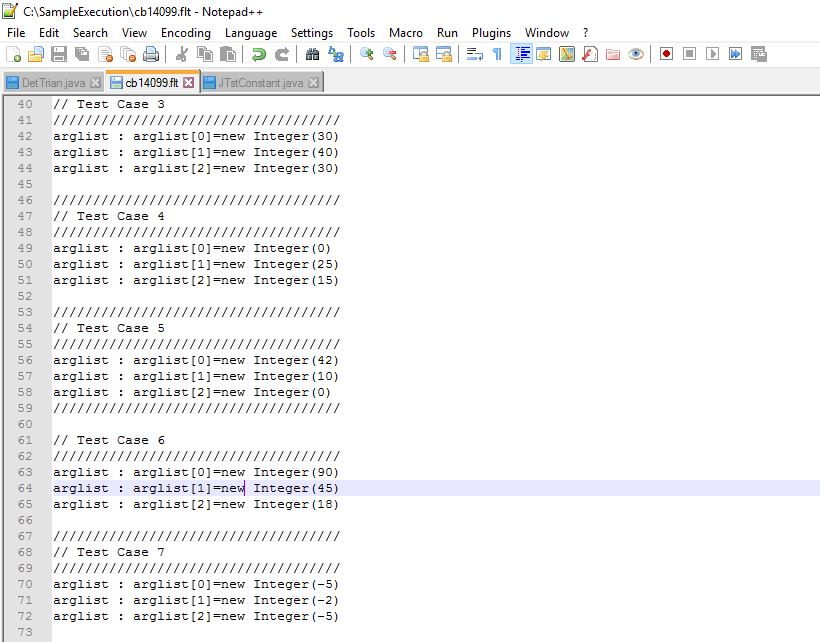 C:\SampleExecution\cb14099.flt - Notepad++
File Edit Search View Encoding Language Settings Tools Macro Run Plugins Window ?
DetTrian.java cb14099.flt JTstConstant.java
40 // Test Case 3
41 ////////////////////////////////////
42 arglist : arglist[0]=new Integer(30)
43 arglist : arglist[1]=new Integer(40)
44 arglist : arglist[2]=new Integer(30)
45
46 ////////////////////////////////////
47 // Test Case 4
48 ////////////////////////////////////
49 arglist : arglist[0]=new Integer(0)
50 arglist : arglist[1]=new Integer(25)
51 arglist : arglist[2]=new Integer(15)
52
53 ////////////////////////////////////
54 // Test Case 5
55 ////////////////////////////////////
56 arglist : arglist[0]=new Integer(42)
57 arglist : arglist[1]=new Integer(10)
58 arglist : arglist[2]=new Integer(0)
59 ////////////////////////////////////
60
61 // Test Case 6
62 ////////////////////////////////////
63 arglist : arglist[0]=new Integer(90)
64 arglist : arglist[1]=new Integer(45)
65 arglist : arglist[2]=new Integer(18)
66
67 ////////////////////////////////////
68 // Test Case 7
69 ////////////////////////////////////
70 arglist : arglist[0]=new Integer(-5)
71 arglist : arglist[1]=new Integer(-2)
72 arglist : arglist[2]=new Integer(-5)
73